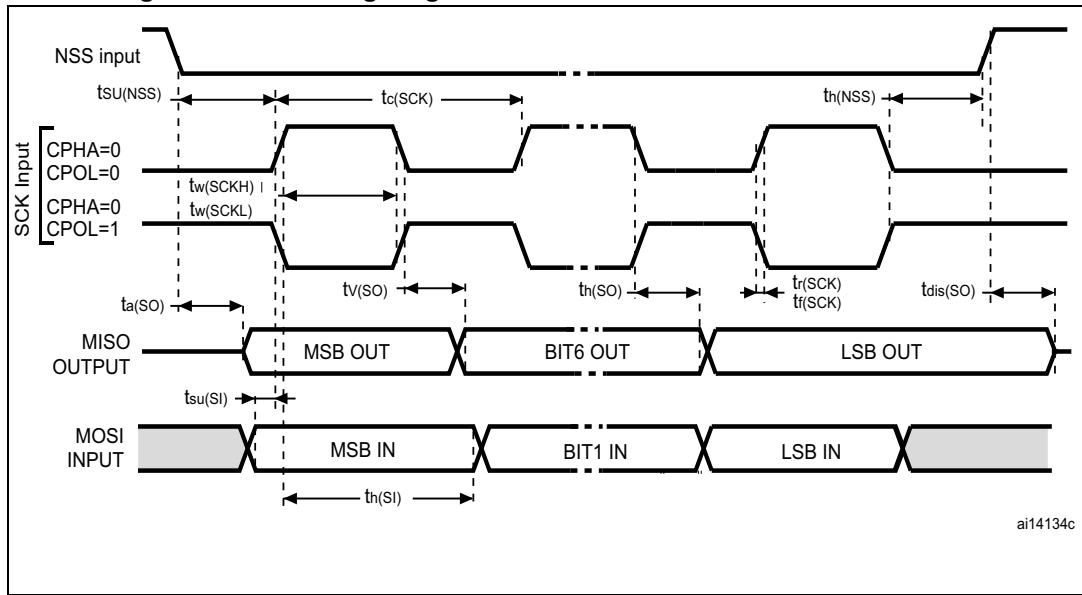 NSS input
tSU(NSS)
tc(SCK)
th(NSS)
SCK Input
CPHA=0
CPOL=0
tw(SCKH)
CPHA=0
tw(SCKL)
CPOL=1
ta(SO)
tV(SO)
th(SO)
tr(SCK)
tf(SCK)
tdis(SO)
MISO
OUTPUT
MSB OUT
BIT6 OUT
LSB OUT
tsu(SI)
MOSI
INPUT
MSB IN
BIT1 IN
LSB IN
th(SI)
ai14134c